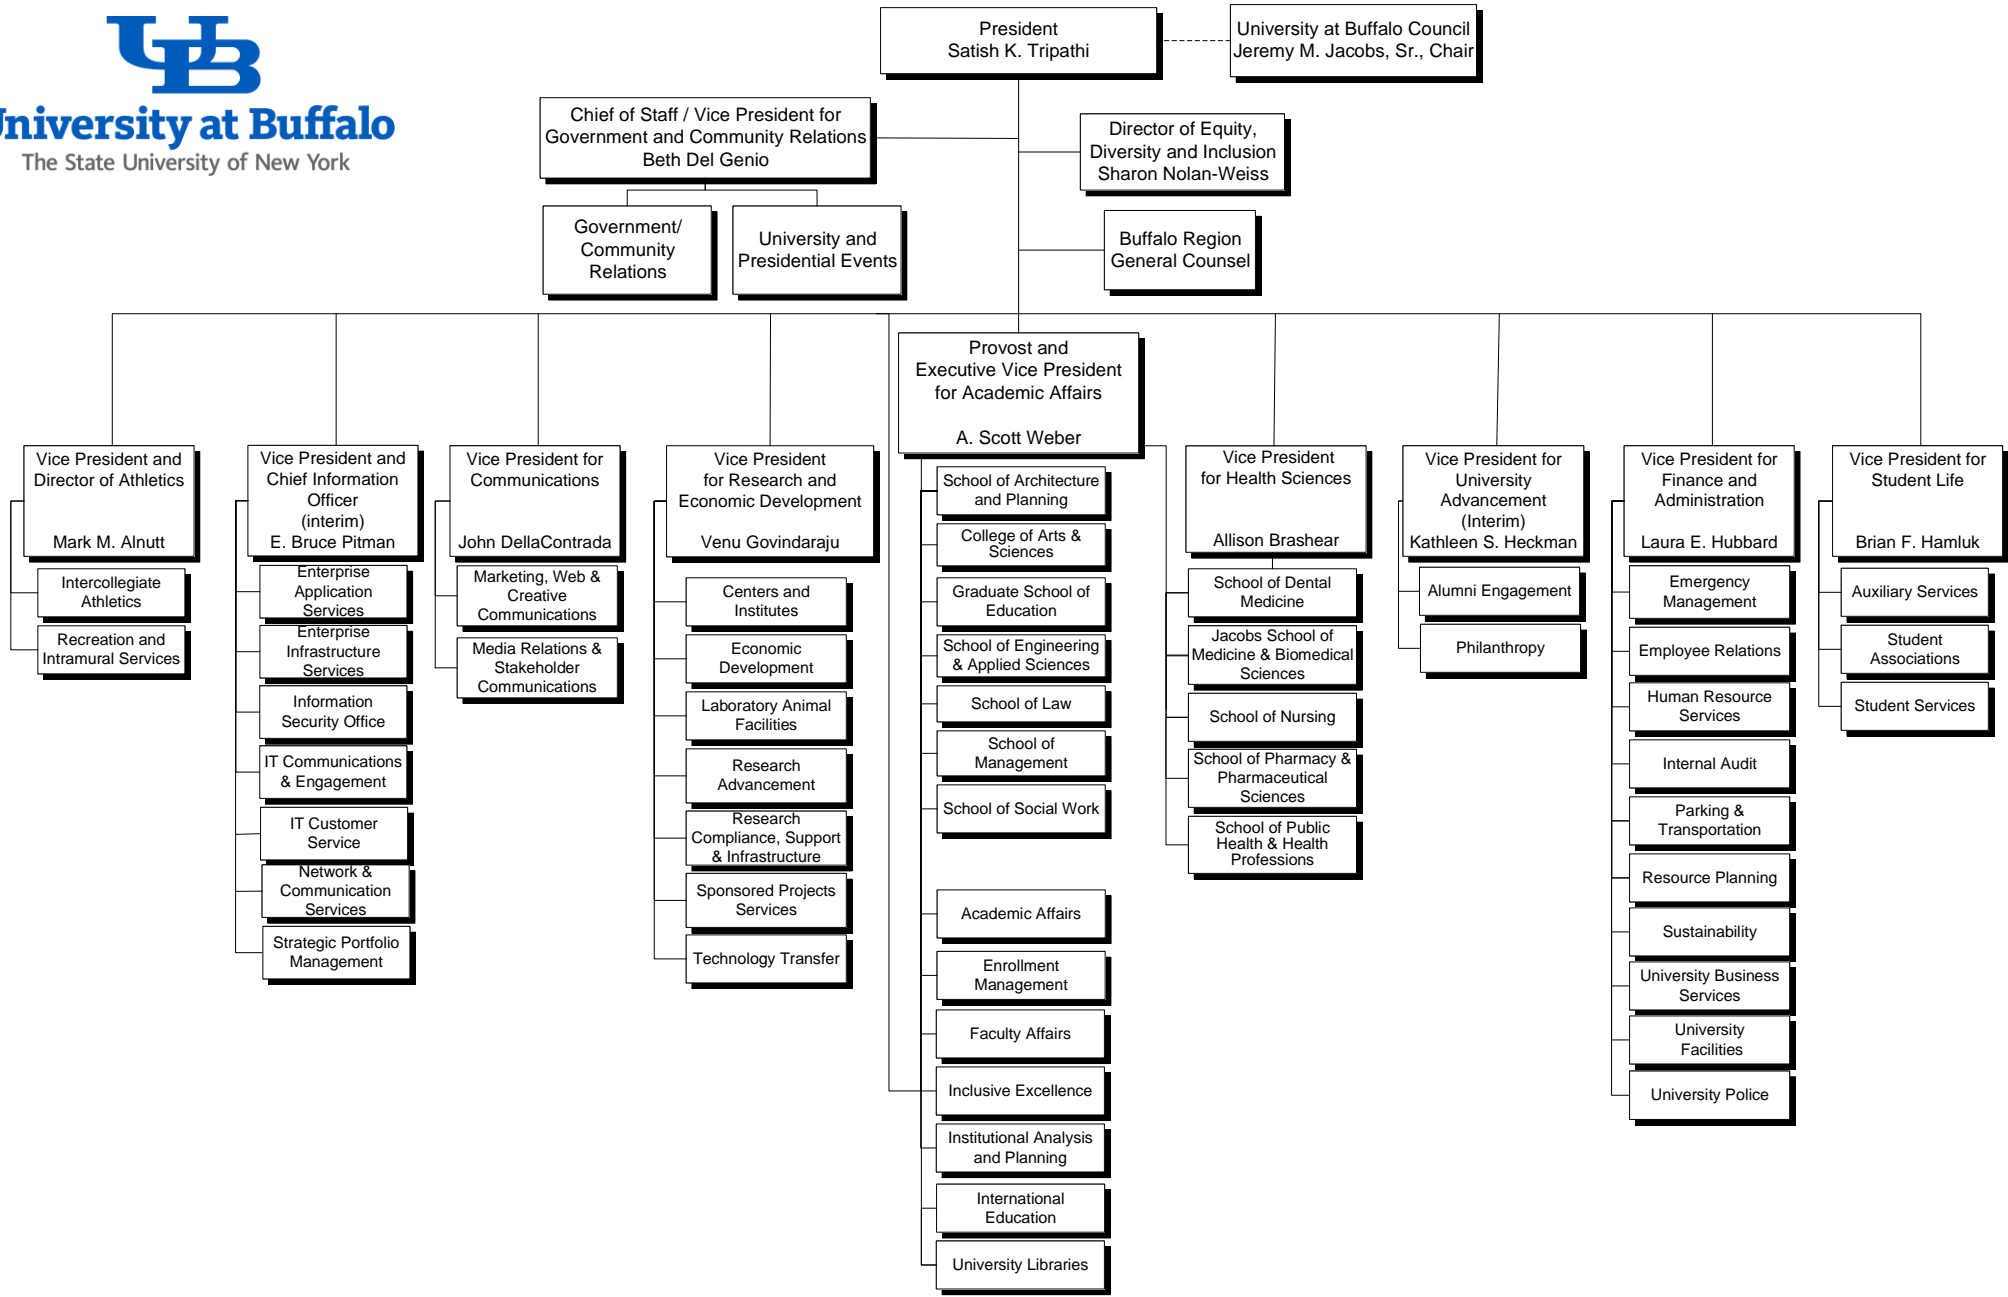 UB
University at Buffalo
The State University of New York
President
Satish K. Tripathi
University at Buffalo Council
Jeremy M. Jacobs, Sr., Chair
Chief of Staff / Vice President for
Government and Community Relations
Beth Del Genio
Director of Equity,
Diversity and Inclusion
Sharon Nolan-Weiss
Government/
Community
Relations
University and
Presidential Events
Buffalo Region
General Counsel
Provost and
Executive Vice President
for Academic Affairs
A. Scott Weber
Vice President and
Director of Athletics
Mark M. Alnutt
Intercollegiate
Athletics
Recreation and
Intramural Services
Vice President and
Chief Information
Officer
(interim)
E. Bruce Pitman
Enterprise
Application
Services
Enterprise
Infrastructure
Services
Information
Security Office
IT Communications
& Engagement
IT Customer
Service
Network &
Communication
Services
Strategic Portfolio
Management
Vice President for
Communications
John DellaContrada
Marketing, Web &
Creative
Communications
Media Relations &
Stakeholder
Communications
Vice President
for Research and
Economic Development
Venu Govindaraju
Centers and
Institutes
Economic
Development
Laboratory Animal
Facilities
Research
Advancement
Research
Compliance, Support
& Infrastructure
Sponsored Projects
Services
Technology Transfer
School of Architecture
and Planning
College of Arts &
Sciences
Graduate School of
Education
School of Engineering
& Applied Sciences
School of Law
School of
Management
School of Social Work
Academic Affairs
Enrollment
Management
Faculty Affairs
Inclusive Excellence
Institutional Analysis
and Planning
International
Education
University Libraries
Vice President
for Health Sciences
Allison Brashear
School of Dental
Medicine
Jacobs School of
Medicine & Biomedical
Sciences
School of Nursing
School of Pharmacy &
Pharmaceutical
Sciences
School of Public
Health & Health
Professions
Vice President for
University
Advancement
(Interim)
Kathleen S. Heckman
Alumni Engagement
Philanthropy
Vice President for
Finance and
Administration
Laura E. Hubbard
Emergency
Management
Employee Relations
Human Resource
Services
Internal Audit
Parking &
Transportation
Resource Planning
Sustainability
University Business
Services
University
Facilities
University Police
Vice President for
Student Life
Brian F. Hamluk
Auxiliary Services
Student
Associations
Student Services